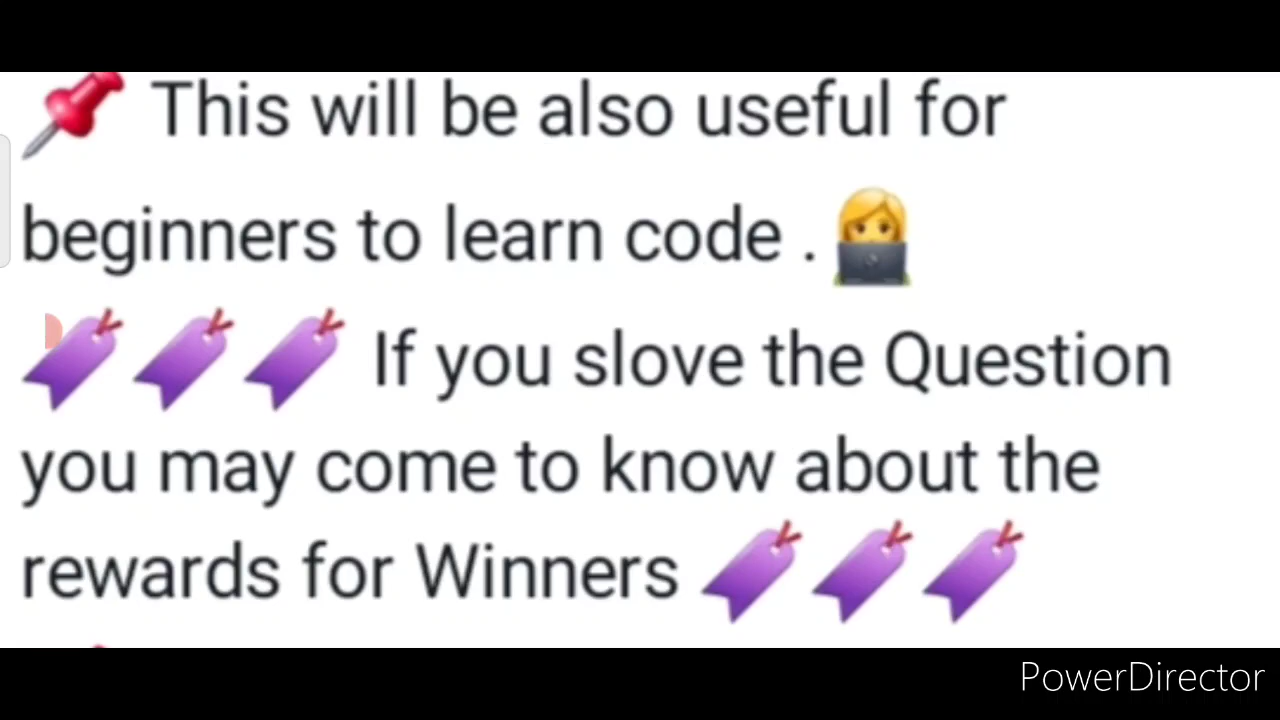 📌 This will be also useful for
beginners to learn code . 👩‍💻
🔖🔖🔖 If you slove the Question
you may come to know about the
rewards for Winners 🔖🔖🔖
PowerDirector